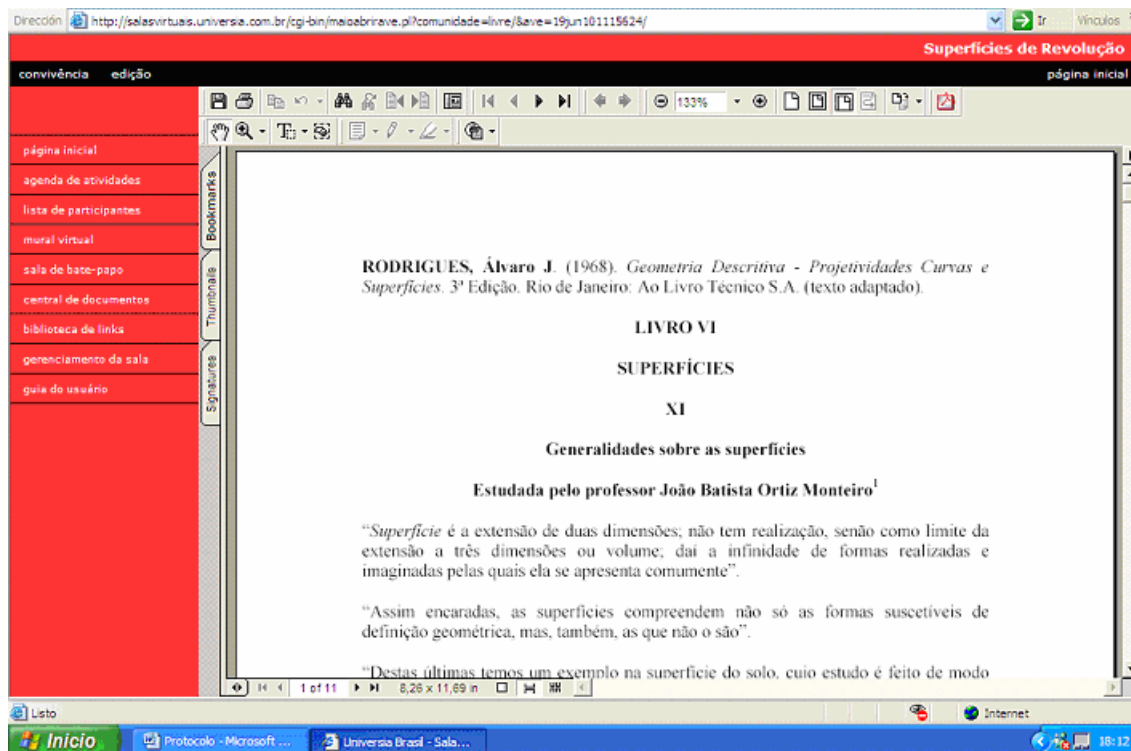 Dirección http://salasvirtuais.universia.com.br/cgi-bin/maioabrirave.pl?comunidade=livre/&ave=19jun101115624/ Ir Vínculos
Superfícies de Revolução
convivência edição página inicial
133%
página inicial
agenda de atividades
lista de participantes
mural virtual
sala de bate-papo
central de documentos
biblioteca de links
gerenciamento da sala
guia do usuário
Bookmarks
Thumbnails
Signatures
RODRIGUES, Álvaro J. (1968). Geometria Descritiva - Projetividades Curvas e
Superfícies. 3ª Edição. Rio de Janeiro: Ao Livro Técnico S.A. (texto adaptado).
LIVRO VI
SUPERFÍCIES
XI
Generalidades sobre as superfícies
Estudada pelo professor João Batista Ortiz Monteiro1
“Superfície é a extensão de duas dimensões; não tem realização, senão como limite da
extensão a três dimensões ou volume; daí a infinidade de formas realizadas e
imaginadas pelas quais ela se apresenta comumente”.
“Assim encaradas, as superfícies compreendem não só as formas suscetíveis de
definição geométrica, mas, também, as que não o são”.
“Destas últimas temos um exemplo na superfície do solo, cujo estudo é feito de modo
1 of 11 8,26 x 11,69 in
Listo Internet
Inicio Protocolo - Microsoft ... Universia Brasil - Sala... 18:12